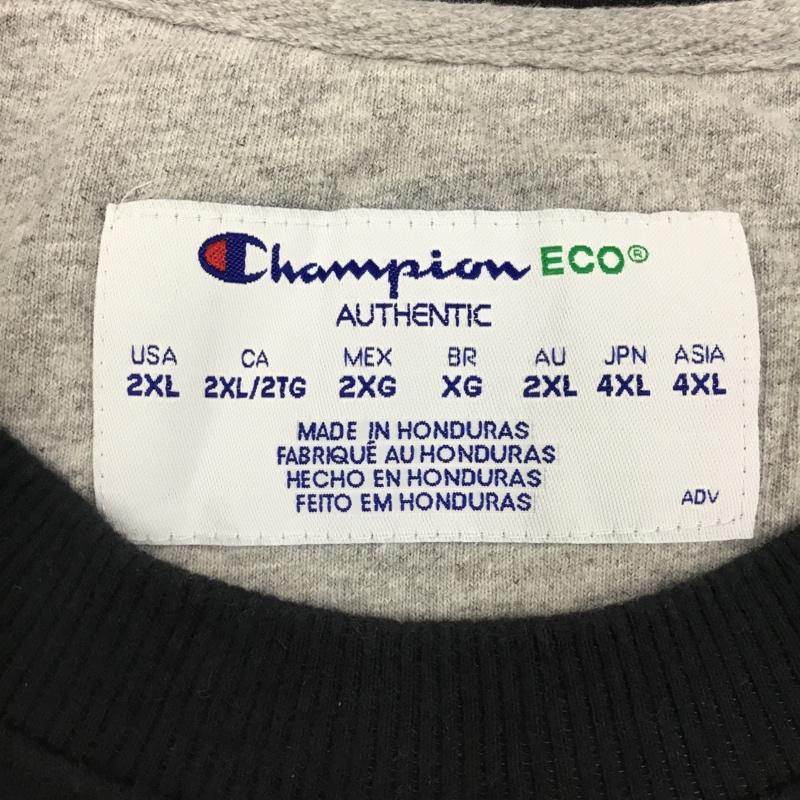 Champion ECO®
AUTHENTIC
USA CA MEX BR AU JPN ASIA
2XL 2XL/2TG 2XG XG 2XL 4XL 4XL
MADE IN HONDURAS
FABRIQUÉ AU HONDURAS
HECHO EN HONDURAS
FEITO EM HONDURAS
ADV